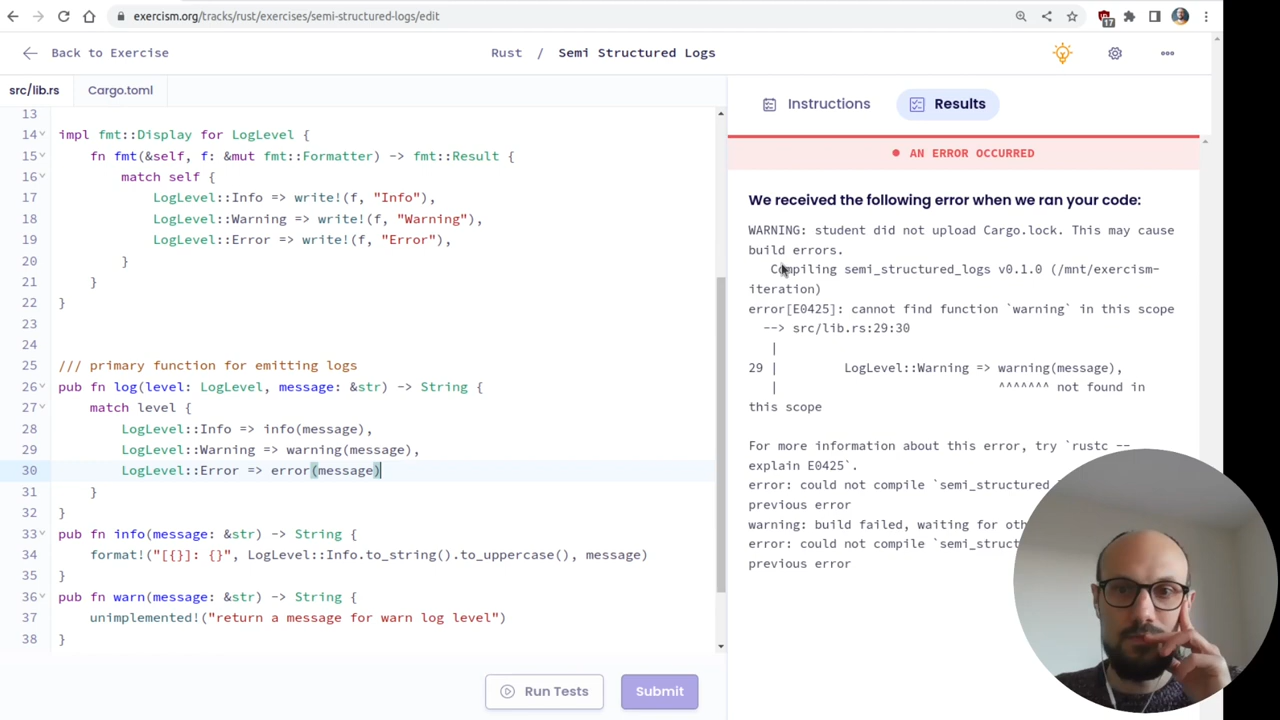 exercism.org/tracks/rust/exercises/semi-structured-logs/edit
17
Back to Exercise
Rust / Semi Structured Logs
src/lib.rs
Cargo.toml
13
14 impl fmt::Display for LogLevel {
15 fn fmt(&self, f: &mut fmt::Formatter) -> fmt::Result {
16 match self {
17 LogLevel::Info => write!(f, "Info"),
18 LogLevel::Warning => write!(f, "Warning"),
19 LogLevel::Error => write!(f, "Error"),
20 }
21 }
22 }
23
24
25 /// primary function for emitting logs
26 pub fn log(level: LogLevel, message: &str) -> String {
27 match level {
28 LogLevel::Info => info(message),
29 LogLevel::Warning => warning(message),
30 LogLevel::Error => error(message)
31 }
32 }
33 pub fn info(message: &str) -> String {
34 format!("[{}]: {}", LogLevel::Info.to_string().to_uppercase(), message)
35 }
36 pub fn warn(message: &str) -> String {
37 unimplemented!("return a message for warn log level")
38 }
Run Tests
Submit
Instructions
Results
AN ERROR OCCURRED
We received the following error when we ran your code:
WARNING: student did not upload Cargo.lock. This may cause
build errors.
Compiling semi_structured_logs v0.1.0 (/mnt/exercism-
iteration)
error[E0425]: cannot find function `warning` in this scope
--> src/lib.rs:29:30
|
29 | LogLevel::Warning => warning(message),
| ^^^^^^^ not found in
this scope
For more information about this error, try `rustc --
explain E0425`.
error: could not compile `semi_structured
previous error
warning: build failed, waiting for
error: could not compile `semi_struct
previous error